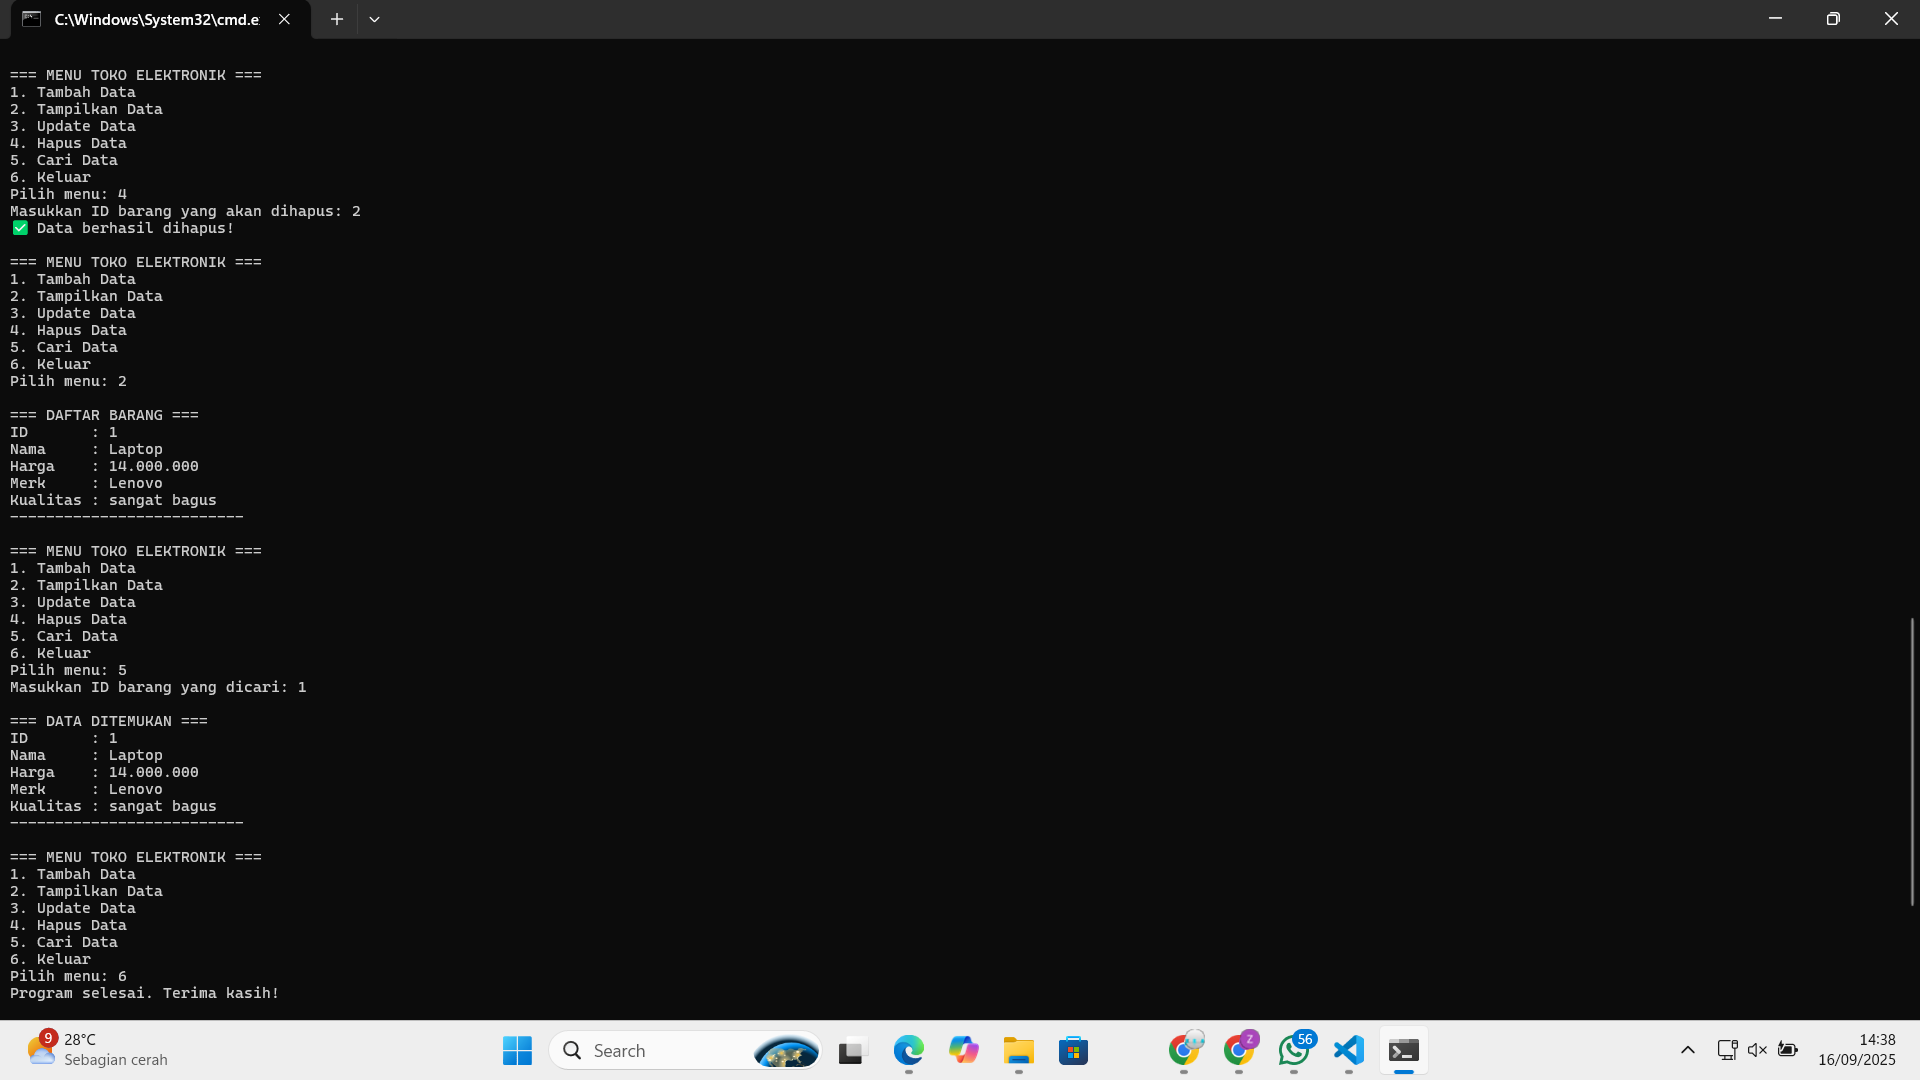 C:\Windows\System32\cmd.e
=== MENU TOKO ELEKTRONIK ===
1. Tambah Data
2. Tampilkan Data
3. Update Data
4. Hapus Data
5. Cari Data
6. Keluar
Pilih menu: 4
Masukkan ID barang yang akan dihapus: 2
✅ Data berhasil dihapus!
=== MENU TOKO ELEKTRONIK ===
1. Tambah Data
2. Tampilkan Data
3. Update Data
4. Hapus Data
5. Cari Data
6. Keluar
Pilih menu: 2
=== DAFTAR BARANG ===
ID       : 1
Nama     : Laptop
Harga    : 14.000.000
Merk     : Lenovo
Kualitas : sangat bagus
--------------------------
=== MENU TOKO ELEKTRONIK ===
1. Tambah Data
2. Tampilkan Data
3. Update Data
4. Hapus Data
5. Cari Data
6. Keluar
Pilih menu: 5
Masukkan ID barang yang dicari: 1
=== DATA DITEMUKAN ===
ID       : 1
Nama     : Laptop
Harga    : 14.000.000
Merk     : Lenovo
Kualitas : sangat bagus
--------------------------
=== MENU TOKO ELEKTRONIK ===
1. Tambah Data
2. Tampilkan Data
3. Update Data
4. Hapus Data
5. Cari Data
6. Keluar
Pilih menu: 6
Program selesai. Terima kasih!
9
28°C
Sebagian cerah
Search
Z
56
14:38
16/09/2025